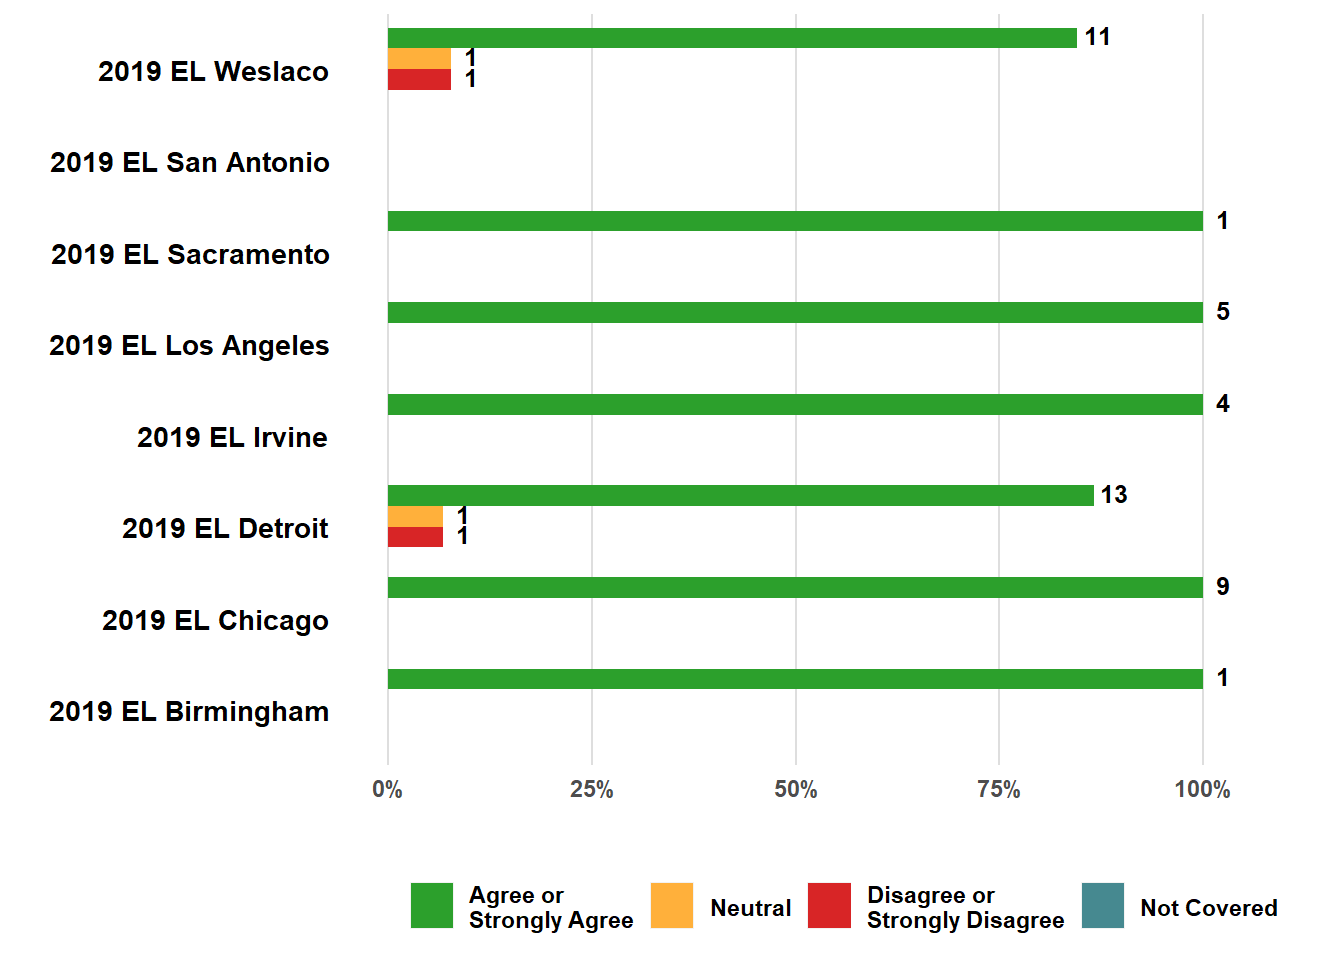 11
1
2019 EL Weslaco
1
2019 EL San Antonio
1
2019 EL Sacramento
5
2019 EL Los Angeles
4
2019 EL Irvine
13
1
2019 EL Detroit
1
9
2019 EL Chicago
1
2019 EL Birmingham
0% 25% 50% 75% 100%
Agree or
Strongly Agree
Neutral
Disagree or
Strongly Disagree
Not Covered